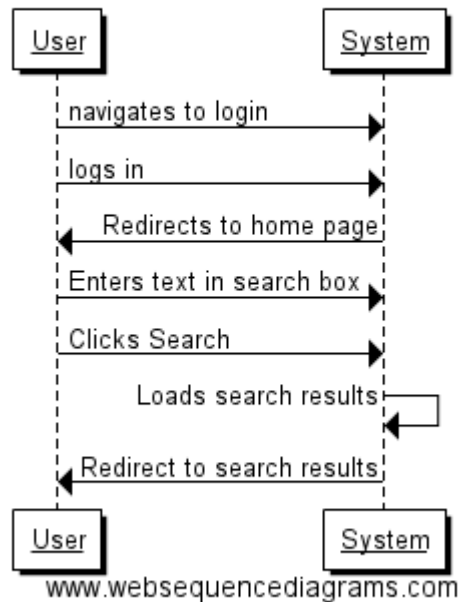 User System
navigates to login
logs in
Redirects to home page
Enters text in search box
Clicks Search
Loads search results
Redirect to search results
User System
www.websequencediagrams.com